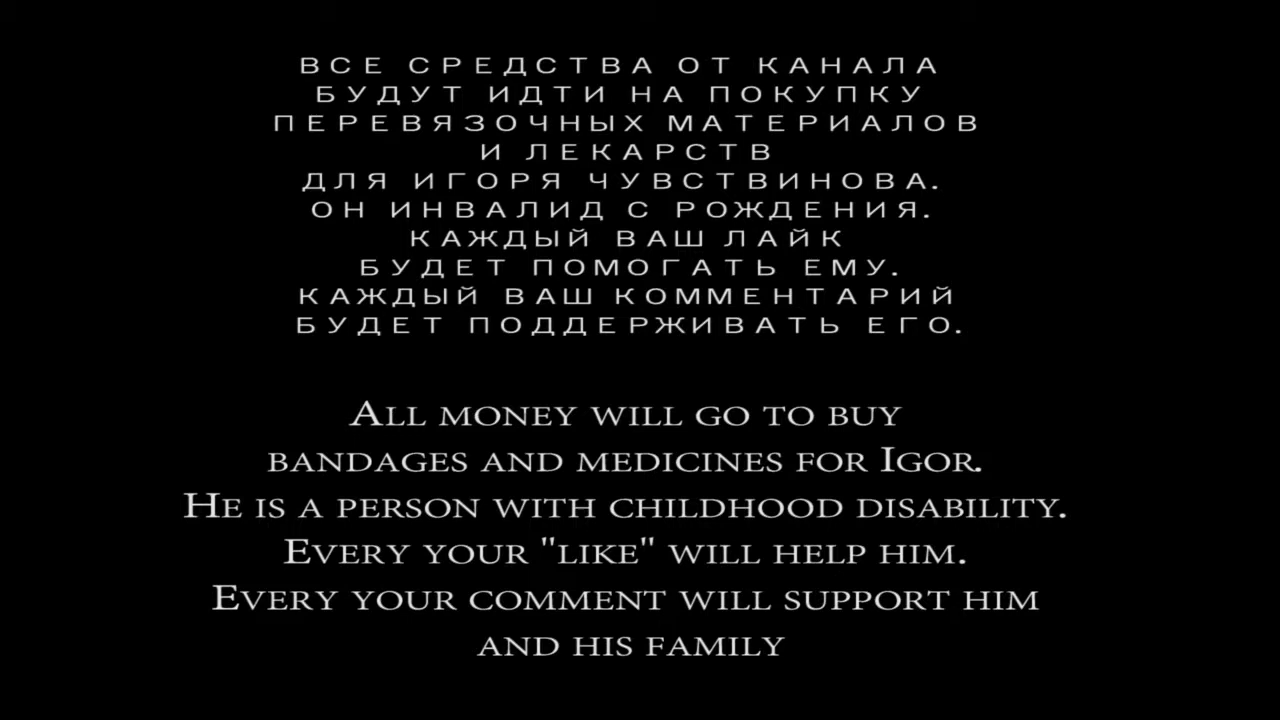 ВСЕ СРЕДСТВА ОТ КАНАЛА
БУДУТ ИДТИ НА ПОКУПКУ
ПЕРЕВЯЗОЧНЫХ МАТЕРИАЛОВ
И ЛЕКАРСТВ
ДЛЯ ИГОРЯ ЧУВСТВИНОВА.
ОН ИНВАЛИД С РОЖДЕНИЯ.
КАЖДЫЙ ВАШ ЛАЙК
БУДЕТ ПОМОГАТЬ ЕМУ.
КАЖДЫЙ ВАШ КОММЕНТАРИЙ
БУДЕТ ПОДДЕРЖИВАТЬ ЕГО.
ALL MONEY WILL GO TO BUY
BANDAGES AND MEDICINES FOR IGOR.
HE IS A PERSON WITH CHILDHOOD DISABILITY.
EVERY YOUR "LIKE" WILL HELP HIM.
EVERY YOUR COMMENT WILL SUPPORT HIM
AND HIS FAMILY